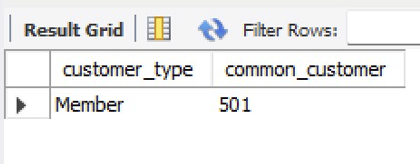 Result Grid Filter Rows:
customer_type common_customer
Member 501